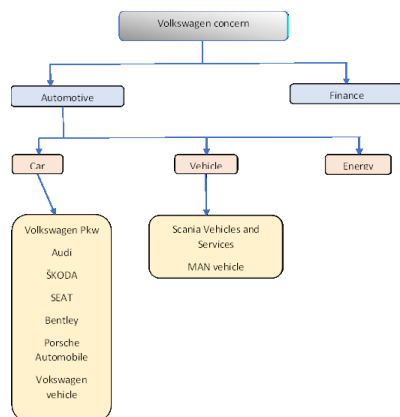 Volkswagen concern
Automotive
Finance
Car
Vehicle
Energy
Volkswagen Pkw
Audi
ŠKODA
SEAT
Bentley
Porsche
Automobile
Vokswagen
vehicle
Scania Vehicles and
Services
MAN vehicle